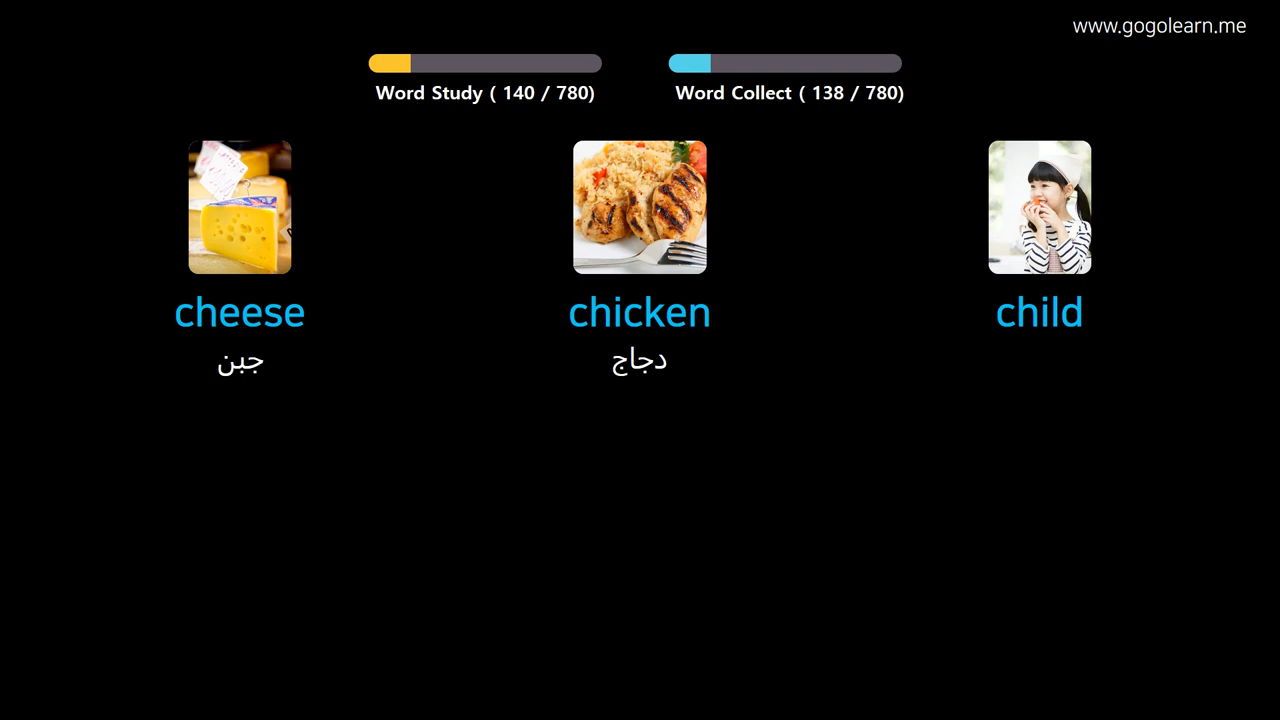 www.gogolearn.me
Word Study ( 140 / 780)
Word Collect ( 138 / 780)
cheese
chicken
child
جبن
دجاج